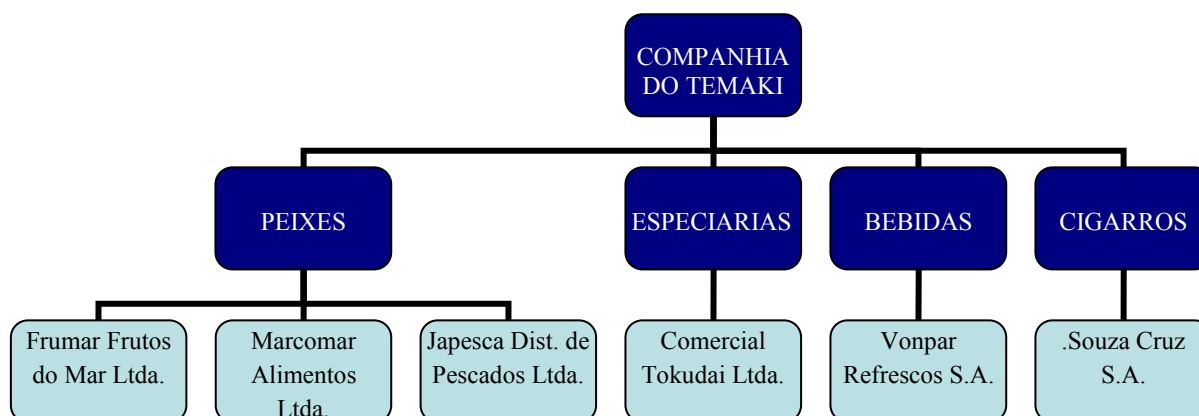 COMPANHIA
DO TEMAKI
PEIXES
ESPECIARIAS
BEBIDAS
CIGARROS
Frumar Frutos
do Mar Ltda.
Marcomar
Alimentos
Ltda.
Japesca Dist. de
Pescados Ltda.
Comercial
Tokudai Ltda.
Vonpar
Refrescos S.A.
.Souza Cruz
S.A.